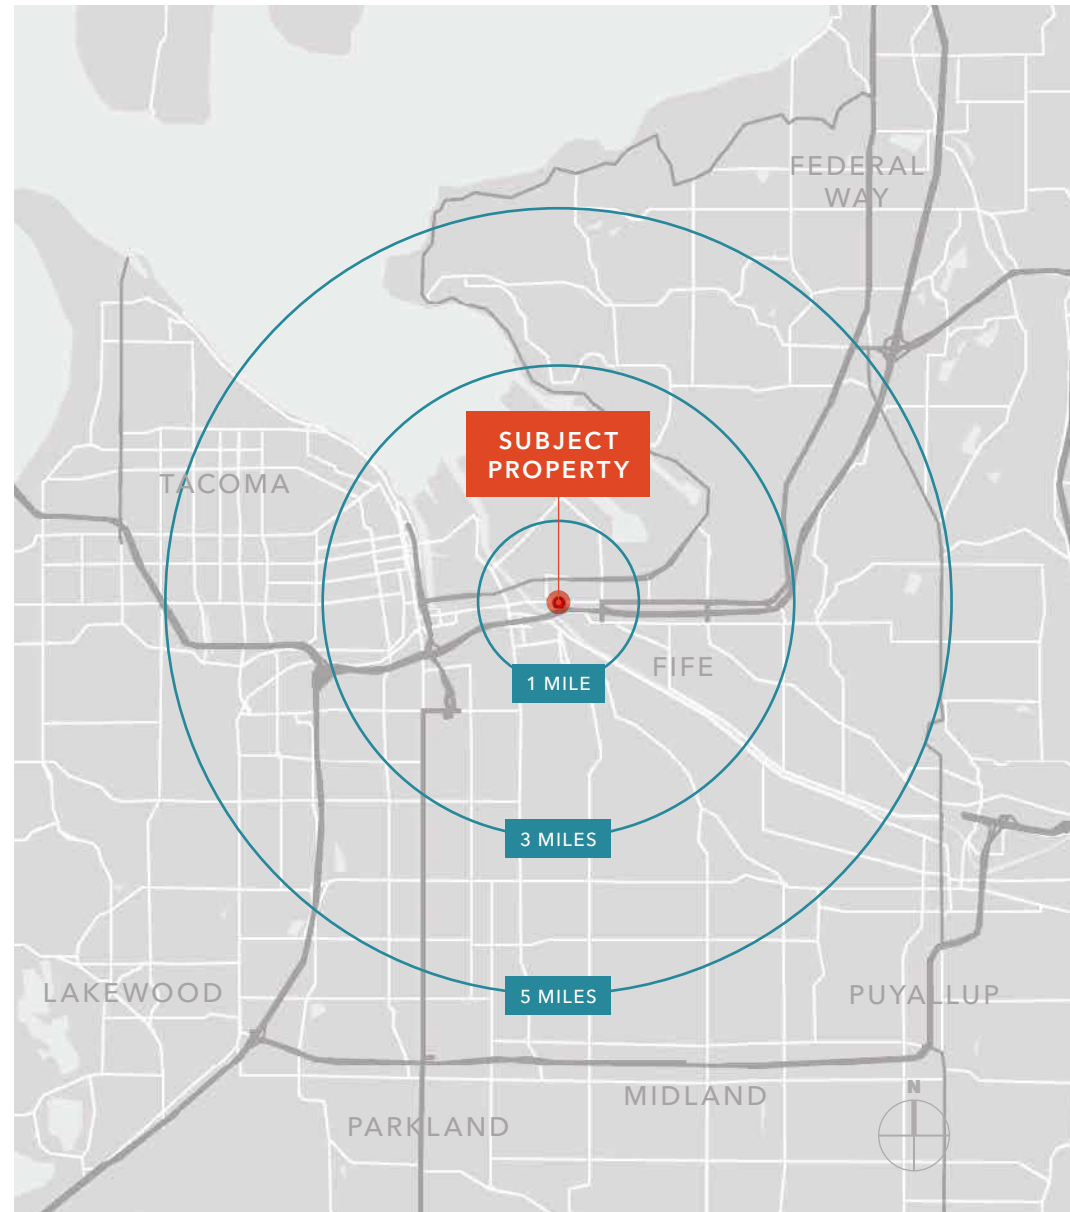 FEDERAL
WAY
SUBJECT
PROPERTY
TACOMA
FIFE
1 MILE
3 MILES
5 MILES
LAKEWOOD
PUYALLUP
N
MIDLAND
PARKLAND